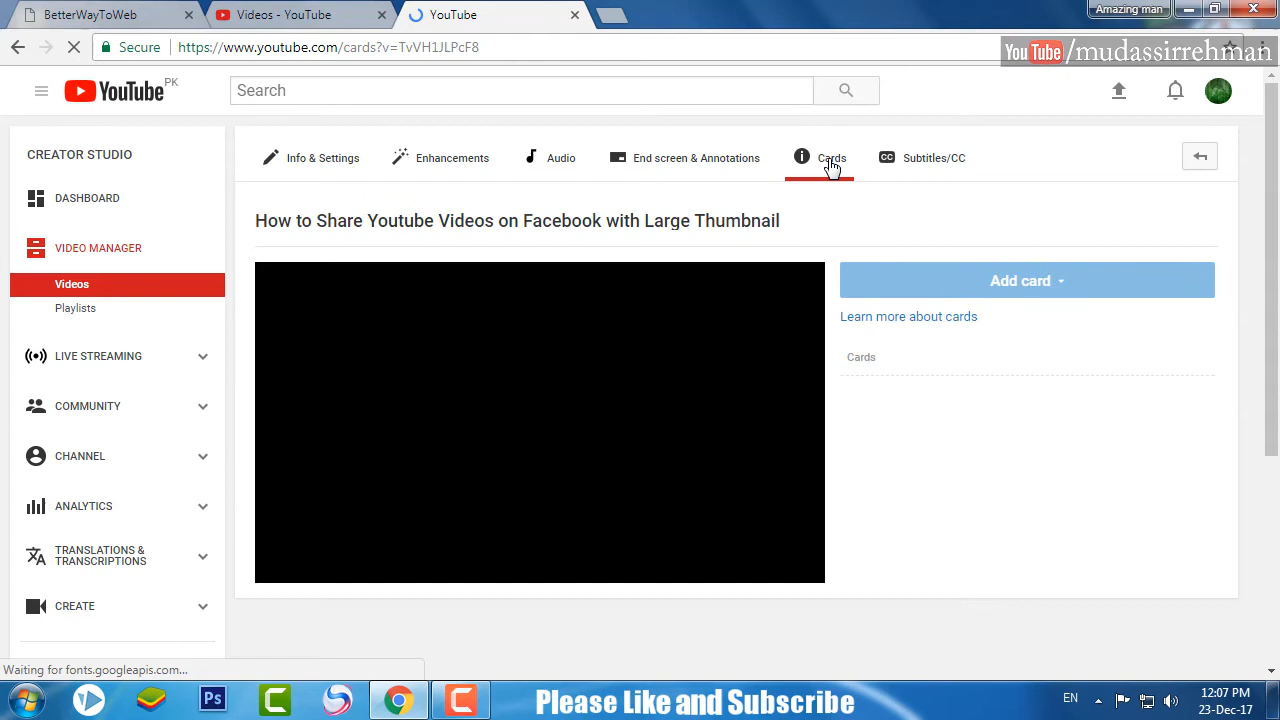 BetterWayToWeb
Videos - YouTube
YouTube
Amazing man
Secure
https://www.youtube.com/cards?v=TvVH1JLPcF8
YouTube/mudassirrehman
YouTube PK
Search
CREATOR STUDIO
DASHBOARD
VIDEO MANAGER
Videos
Playlists
LIVE STREAMING
COMMUNITY
CHANNEL
ANALYTICS
TRANSLATIONS &
TRANSCRIPTIONS
CREATE
Info & Settings
Enhancements
Audio
End screen & Annotations
Cards
CC Subtitles/CC
How to Share Youtube Videos on Facebook with Large Thumbnail
Add card
Learn more about cards
Cards
Waiting for fonts.googleapis.com...
Ps
C
C
Please Like and Subscribe
EN
12:07 PM
23-Dec-17